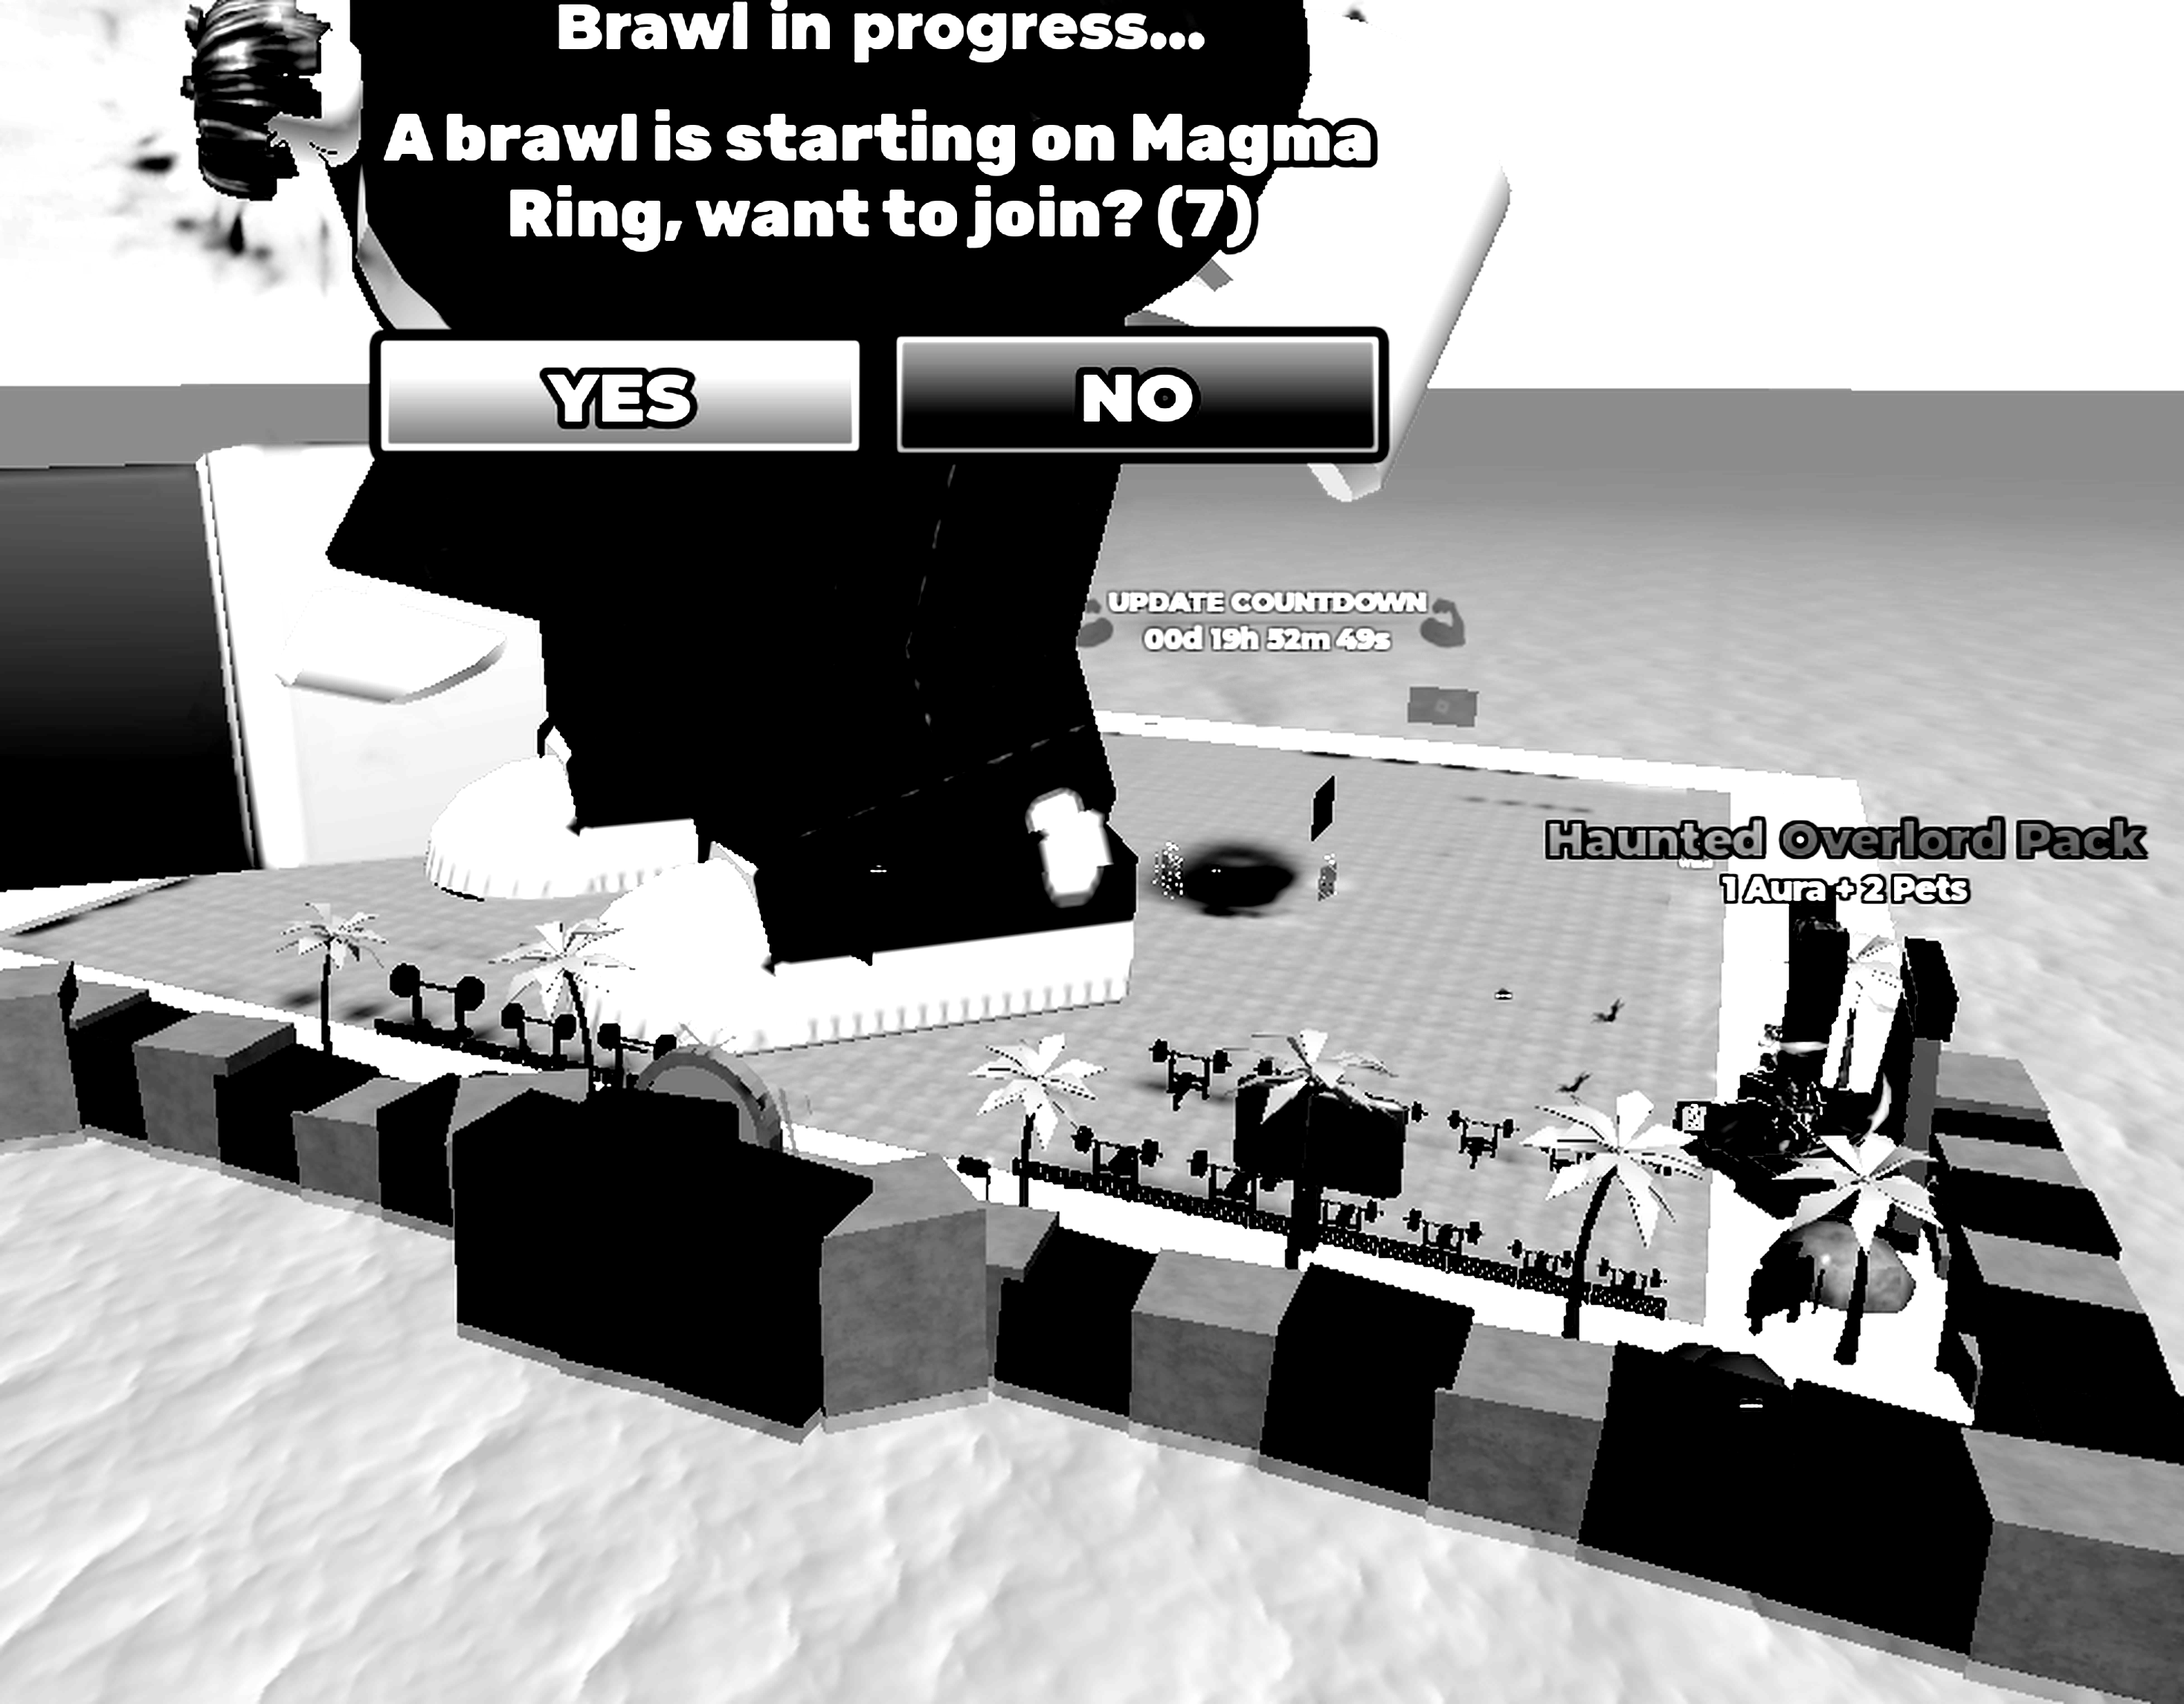 Brawl in progress...
A brawl is starting on Magma
Ring, want to join? (7)
YES
NO
UPDATE COUNTDOWN
00d 19h 52m 49s
Haunted Overlord Pack
1 Aura + 2 Pets